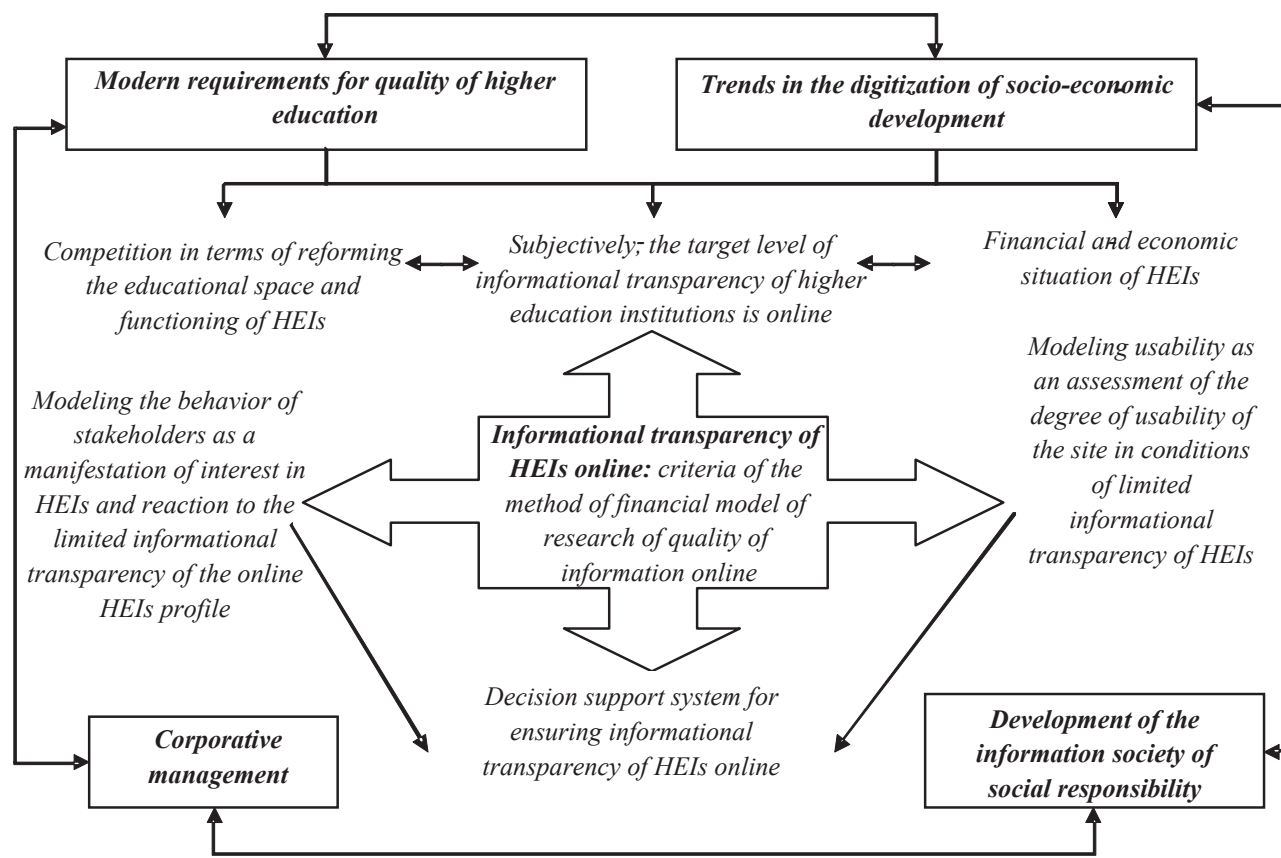 Modern requirements for quality of higher
education
Trends in the digitization of socio-economic
development
Competition in terms of reforming
the educational space and
functioning of HEIs
Subjectively, the target level of
informational transparency of higher
education institutions is online
Financial and economic
situation of HEIs
Modeling the behavior of
stakeholders as a
manifestation of interest in
HEIs and reaction to the
limited informational
transparency of the online
HEIs profile
Informational transparency of
HEIs online: criteria of the
method of financial model of
research of quality of
information online
Modeling usability as
an assessment of the
degree of usability of
the site in conditions
of limited
informational
transparency of HEIs
Decision support system for
ensuring informational
transparency of HEIs online
Corporative
management
Development of the
information society of
social responsibility